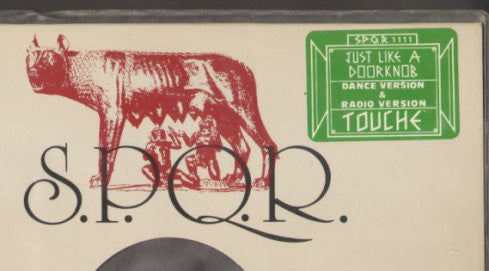 SPQR 1111
JUST LIKE A
DOORKNOB
DANCE VERSION
&
RADIO VERSION
TOUCHE
S.P.Q.R.